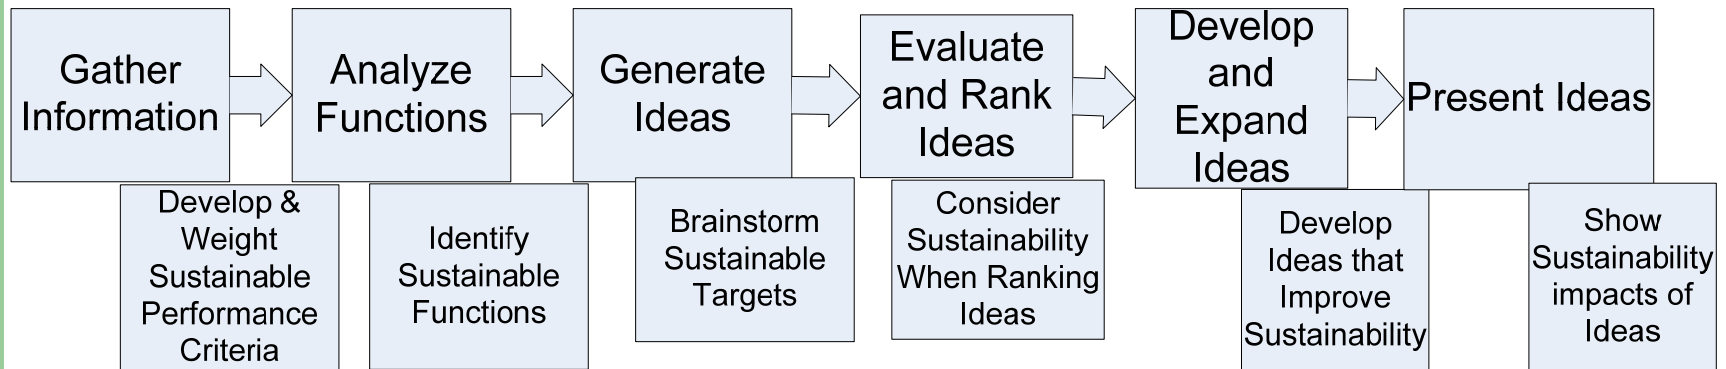 Gather
Information
Analyze
Functions
Generate
Ideas
Evaluate
and Rank
Ideas
Develop
and
Expand
Ideas
Present Ideas
Develop &
Weight
Sustainable
Performance
Criteria
Identify
Sustainable
Functions
Brainstorm
Sustainable
Targets
Consider
Sustainability
When Ranking
Ideas
Develop
Ideas that
Improve
Sustainability
Show
Sustainability
impacts of
Ideas